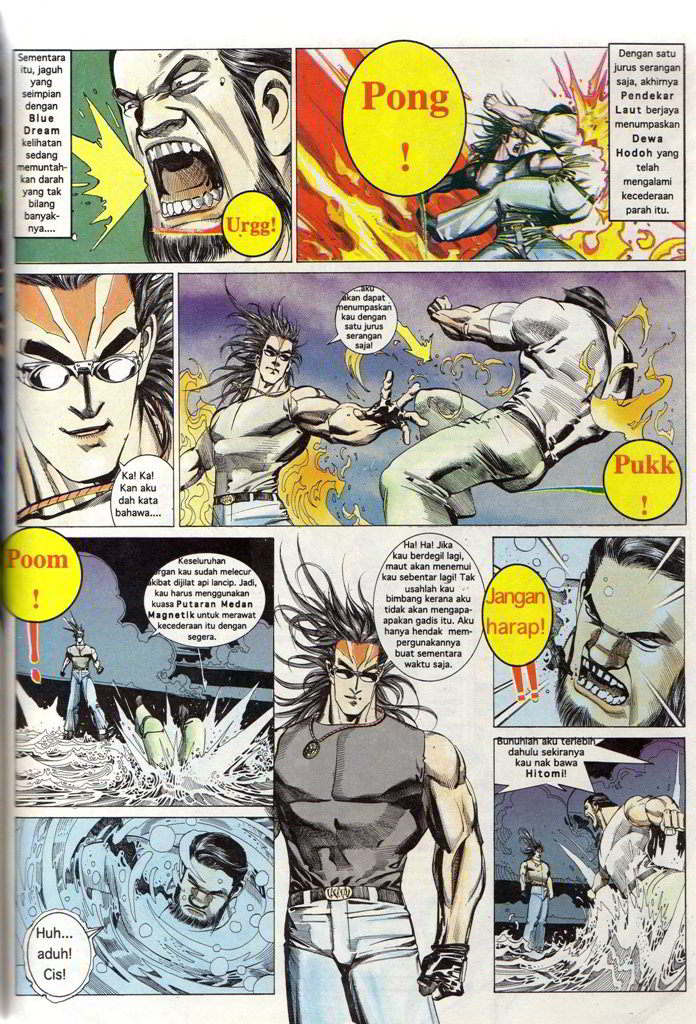 Sementara
itu, jaguh
yang
seimpian
dengan
Blue
Dream
kelihatan
sedang
memuntah-
kan darah
yang tak
bilang
banyak-
nya....
Urgg!
Pong
!
Dengan satu
jurus serangan
saja, akhirnya
Pendekar
Laut berjaya
menumpaskan
Dewa
Hodoh yang
telah
mengalami
kecederaan
parah itu.
Ka! Ka!
Kan aku
dah kata
bahawa....
...aku
akan dapat
menumpaskan
kau dengan
satu jurus
serangan
saja!
Pukk
!
Poom
!
Keseluruhan
organ kau sudah melecur
akibat dijilat api lancip. Jadi,
kau harus menggunakan
kuasa Putaran Medan
Magnetik untuk merawat
kecederaan itu dengan
segera.
Huh...
aduh!
Cis!
Ha! Ha! Jika
kau berdegil lagi,
maut akan menemui
kau sebentar lagi! Tak
usahlah kau
bimbang kerana aku
tidak akan mengapa-
apakan gadis itu. Aku
hanya hendak mem-
pergunakannya
buat sementara
waktu saja.
Jangan
harap!
!!
Bunuhlah aku terlebih
dahulu sekiranya
kau nak bawa
Hitomi!